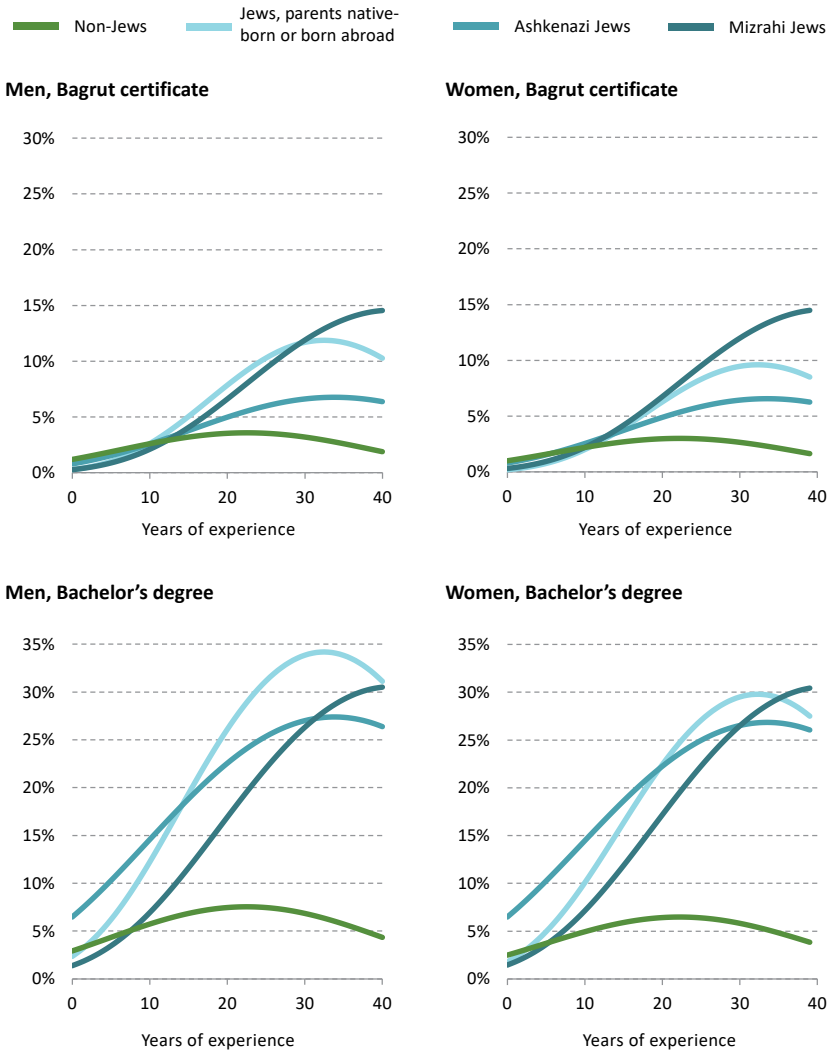 Non-Jews
Jews, parents native-
born or born abroad
Ashkenazi Jews
Mizrahi Jews
Men, Bagrut certificate
30%
25%
20%
15%
10%
5%
0%
0 10 20 30 40
Years of experience
Women, Bagrut certificate
30%
25%
20%
15%
10%
5%
0%
0 10 20 30 40
Years of experience
Men, Bachelor’s degree
35%
30%
25%
20%
15%
10%
5%
0%
0 10 20 30 40
Years of experience
Women, Bachelor’s degree
35%
30%
25%
20%
15%
10%
5%
0%
0 10 20 30 40
Years of experience